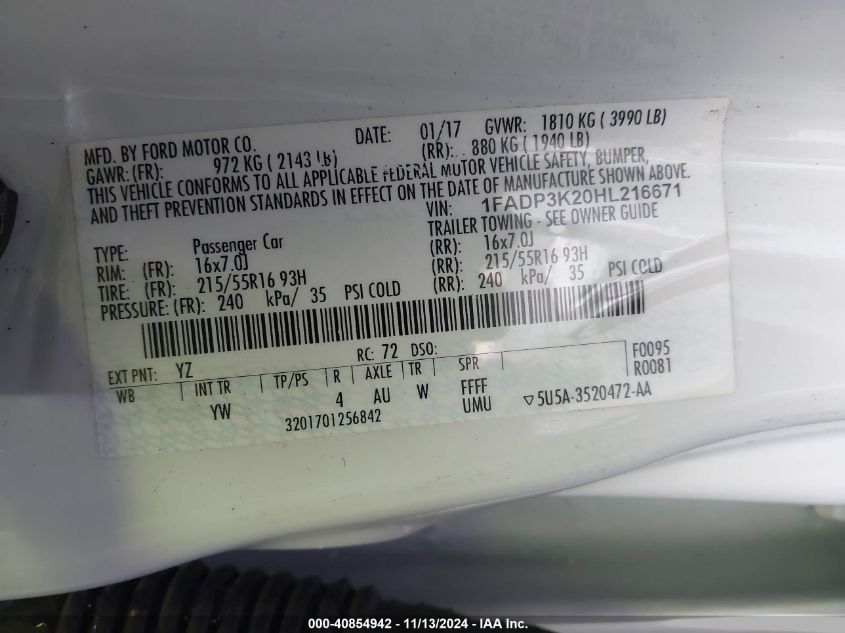 MFD. BY FORD MOTOR CO.
DATE: 01/17 GVWR: 1810 KG ( 3990 LB)
GAWR: (FR): 972 KG ( 2143 LB) (RR): 880 KG ( 1940 LB)
THIS VEHICLE CONFORMS TO ALL APPLICABLE FEDERAL MOTOR VEHICLE SAFETY, BUMPER,
AND THEFT PREVENTION STANDARDS IN EFFECT ON THE DATE OF MANUFACTURE SHOWN ABOVE.
VIN: 1FADP3K20HL216671
TYPE: Passenger Car TRAILER TOWING - SEE OWNER GUIDE
RIM: (FR): 16x7.0J (RR): 16x7.0J
TIRE: (FR): 215/55R16 93H (RR): 215/55R16 93H
PRESSURE: (FR): 240 kPa/ 35 PSI COLD (RR): 240 kPa/ 35 PSI COLD
EXT PNT: YZ RC: 72 DSO: F0095
WB INT TR TP/PS R AXLE TR SPR R0081
YW 4 AU W FFFF
3201701256842 UMU ▽5U5A-3520472-AA
000-40854942 - 11/13/2024 - IAA Inc.